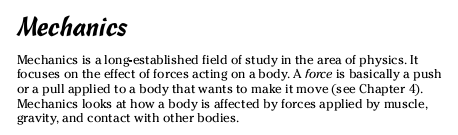 Mechanics
Mechanics is a long-established field of study in the area of physics. It
focuses on the effect of forces acting on a body. A force is basically a push
or a pull applied to a body that wants to make it move (see Chapter 4).
Mechanics looks at how a body is affected by forces applied by muscle,
gravity, and contact with other bodies.